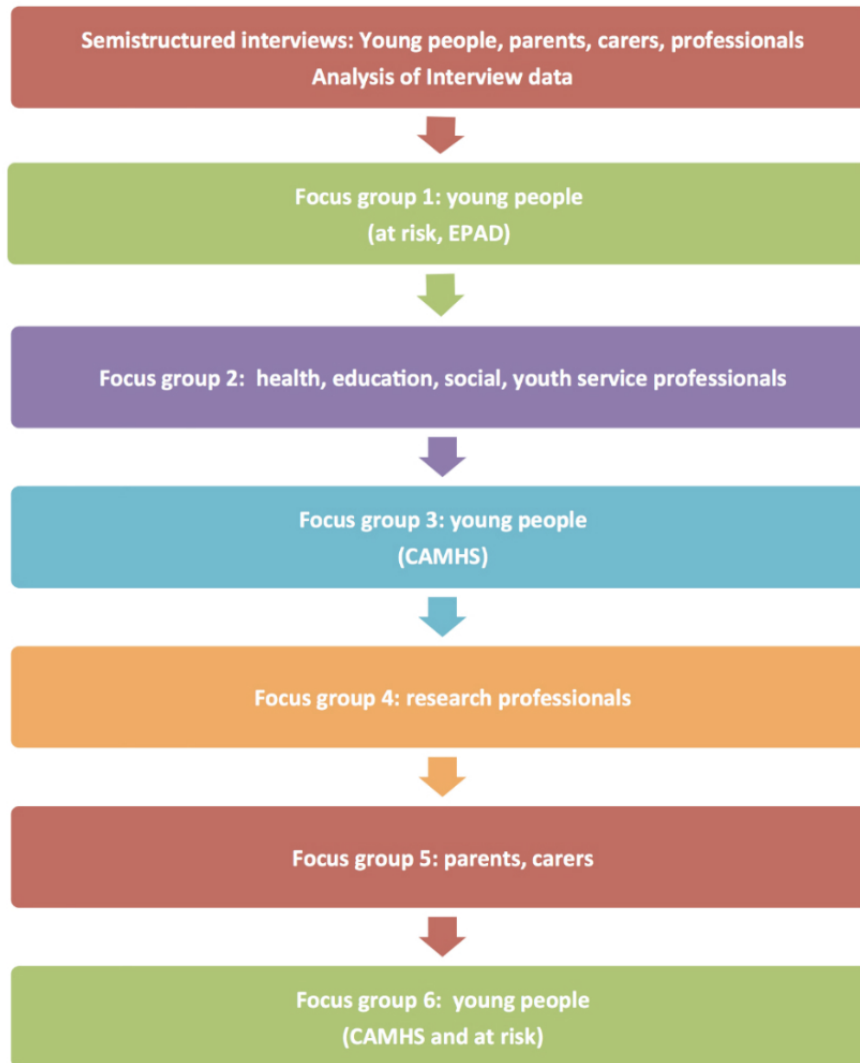 Semistructured interviews: Young people, parents, carers, professionals
Analysis of Interview data
Focus group 1: young people
(at risk, EPAD)
Focus group 2:  health, education, social, youth service professionals
Focus group 3: young people
(CAMHS)
Focus group 4: research professionals
Focus group 5: parents, carers
Focus group 6:  young people
(CAMHS and at risk)